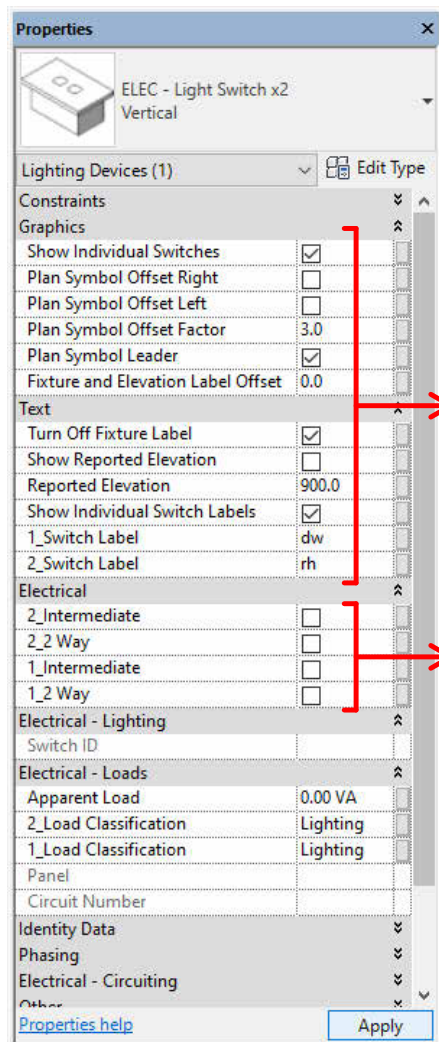 Properties
ELEC - Light Switch x2
Vertical
Lighting Devices (1) Edit Type
Constraints
Graphics
Show Individual Switches
Plan Symbol Offset Right
Plan Symbol Offset Left
Plan Symbol Offset Factor 3.0
Plan Symbol Leader
Fixture and Elevation Label Offset 0.0
Text
Turn Off Fixture Label
Show Reported Elevation
Reported Elevation 900.0
Show Individual Switch Labels
1_Switch Label dw
2_Switch Label rh
Electrical
2_Intermediate
2_2 Way
1_Intermediate
1_2 Way
Electrical - Lighting
Switch ID
Electrical - Loads
Apparent Load 0.00 VA
2_Load Classification Lighting
1_Load Classification Lighting
Panel
Circuit Number
Identity Data
Phasing
Electrical - Circuiting
Other
Properties help Apply